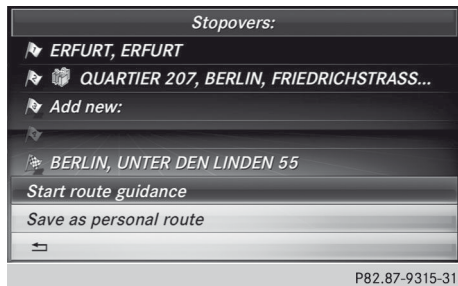 Stopovers:
ERFURT, ERFURT
QUARTIER 207, BERLIN, FRIEDRICHSTRASS...
Add new:
BERLIN, UNTER DEN LINDEN 55
Start route guidance
Save as personal route
P82.87-9315-31